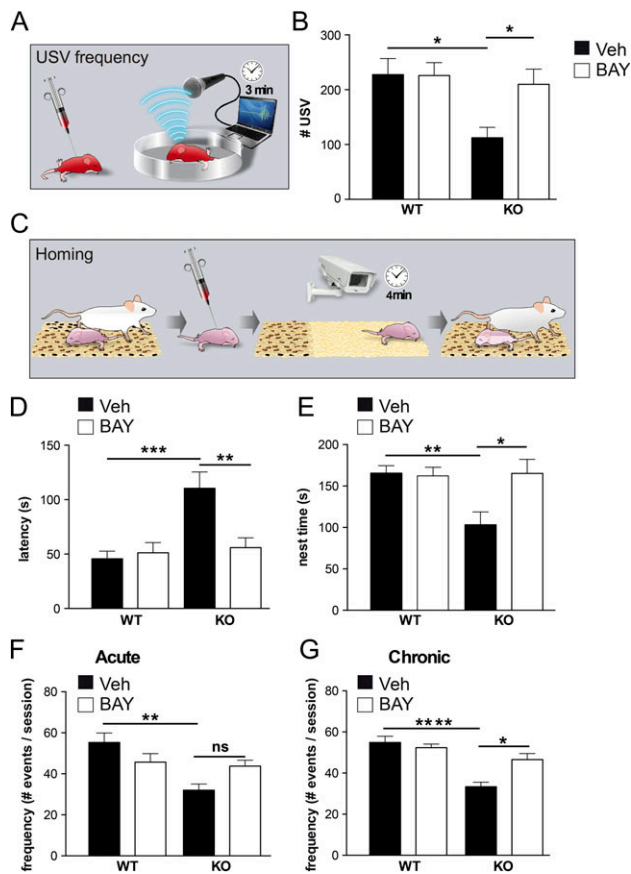 A
USV frequency
3 min
B
# USV
300
200
100
0
*
*
WT
KO
Veh
BAY
C
Homing
4min
D
Veh
BAY
latency (s)
150
100
50
0
***
**
WT
KO
E
Veh
BAY
nest time (s)
200
150
100
50
0
**
*
WT
KO
F
Acute
Veh
BAY
frequency (# events / session)
80
60
40
20
0
**
ns
WT
KO
G
Chronic
Veh
BAY
frequency (# events / session)
80
60
40
20
0
****
*
WT
KO